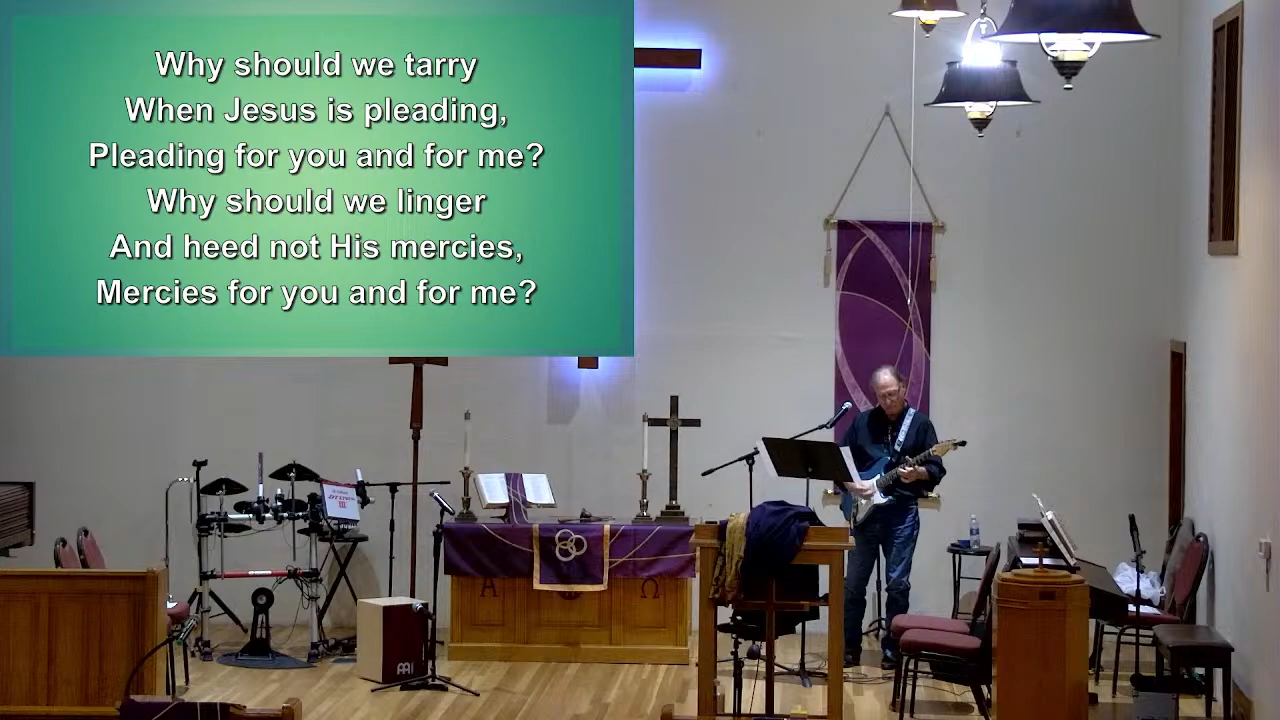 Why should we tarry
When Jesus is pleading,
Pleading for you and for me?
Why should we linger
And heed not His mercies,
Mercies for you and for me?
Α
Ω